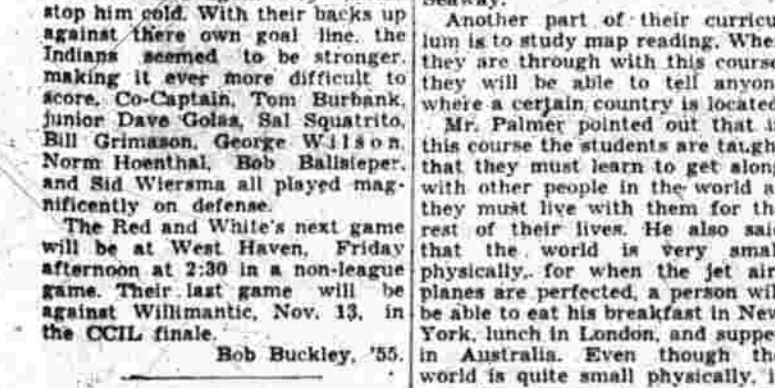 stop him cold. With their backs up
against there own goal line, the
Indians seemed to be stronger,
making it ever more difficult to
score. Co-Captain, Tom Burbank,
junior Dave Golas, Sal Squatrito,
Bill Grimason, George Wilson,
Norm Hoenthal, Bob Ballsieper,
and Sid Wiersma all played mag-
nificently on defense.
The Red and White's next game
will be at West Haven, Friday
afternoon at 2:30 in a non-league
game. Their last game will be
against Willimantic, Nov. 13, in
the CCIL finale.
Bob Buckley, '55.
Seaway.
Another part of their curricu
lum is to study map reading. Whe
they are through with this course
they will be able to tell anyon
where a certain country is located
Mr. Palmer pointed out that i
this course the students are taugh
that they must learn to get along
with other people in the world a
they must live with them for th
rest of their lives. He also said
that the world is very smal
physically, for when the jet air
planes are perfected, a person wil
be able to eat his breakfast in New
York, lunch in London, and suppe
in Australia. Even though th
world is quite small physically, i